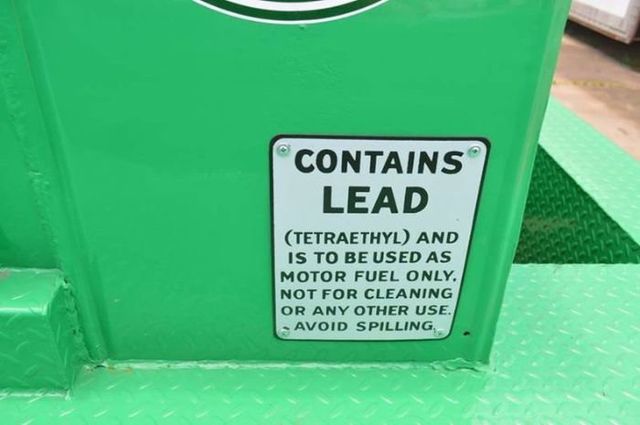 CONTAINS
LEAD
(TETRAETHYL) AND
IS TO BE USED AS
MOTOR FUEL ONLY,
NOT FOR CLEANING
OR ANY OTHER USE.
AVOID SPILLING.